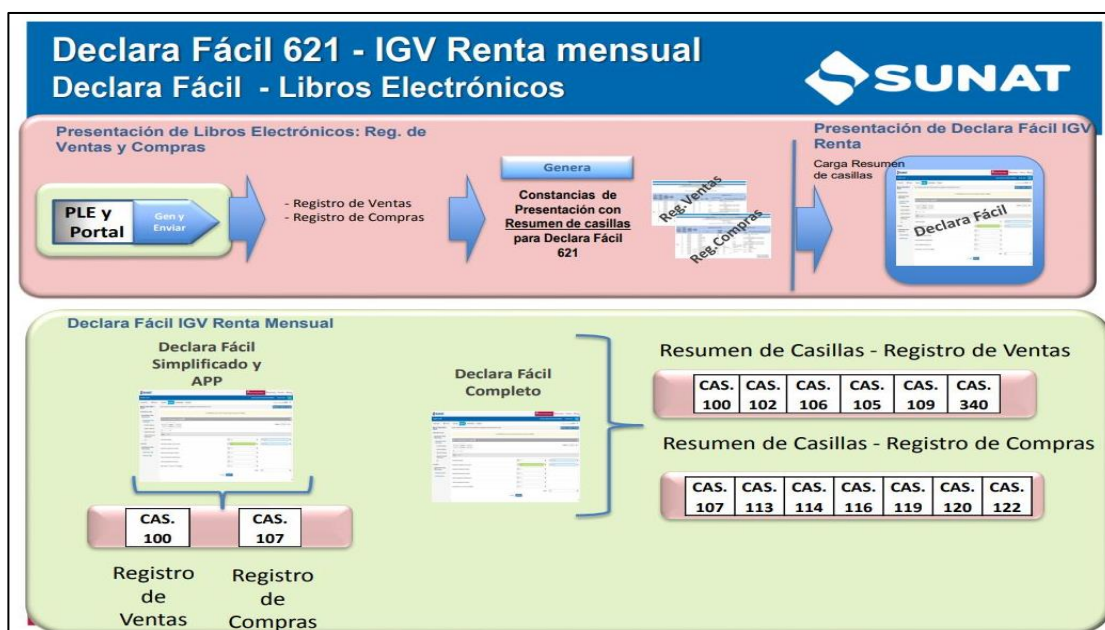 Declara Fácil 621 - IGV Renta mensual
Declara Fácil - Libros Electrónicos
SUNAT
Presentación de Libros Electrónicos: Reg. de
Ventas y Compras
PLE y
Portal
Gen y
Enviar
- Registro de Ventas
- Registro de Compras
Genera
Constancias de
Presentación con
Resumen de casillas
para Declara Fácil
621
Reg.Ventas
Reg.Compras
Presentación de Declara Fácil IGV
Renta
Carga Resumen
de casillas
Declara Fácil
Declara Fácil IGV Renta Mensual
Declara Fácil
Simplificado y
APP
CAS.
100
CAS.
107
Registro
de
Ventas
Registro
de
Compras
Declara Fácil
Completo
Resumen de Casillas - Registro de Ventas
CAS. CAS. CAS. CAS. CAS. CAS.
100 102 106 105 109 340
Resumen de Casillas - Registro de Compras
CAS. CAS. CAS. CAS. CAS. CAS. CAS.
107 113 114 116 119 120 122